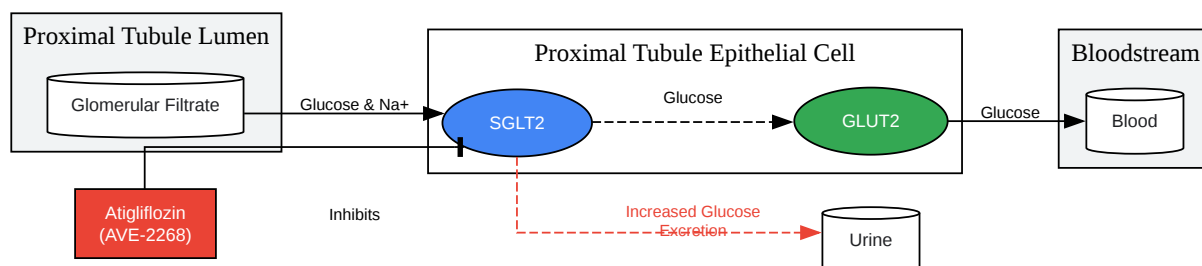 Proximal Tubule Lumen
Glomerular Filtrate
Glucose & Na+
Proximal Tubule Epithelial Cell
SGLT2
Glucose
GLUT2
Glucose
Bloodstream
Blood
Atigliflozin
(AVE-2268)
Inhibits
Increased Glucose
Excretion
Urine